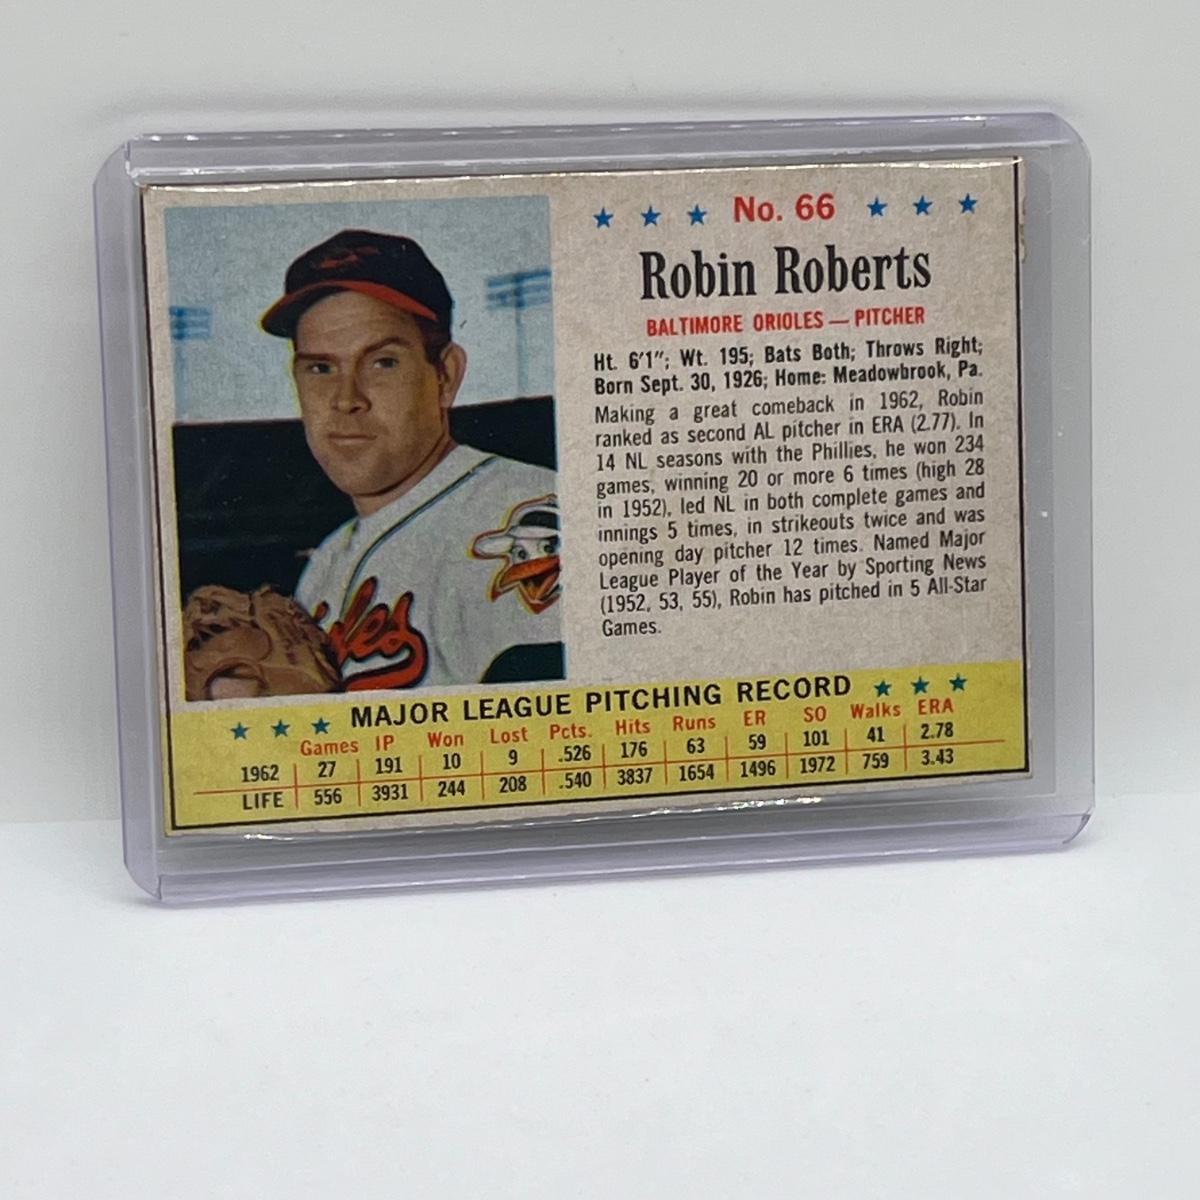 ★ ★ ★ No. 66 ★ ★ ★
Robin Roberts
BALTIMORE ORIOLES — PITCHER
Ht. 6'1"; Wt. 195; Bats Both; Throws Right;
Born Sept. 30, 1926; Home: Meadowbrook, Pa.
Making a great comeback in 1962, Robin
ranked as second AL pitcher in ERA (2.77). In
14 NL seasons with the Phillies, he won 234
games, winning 20 or more 6 times (high 28
in 1952), led NL in both complete games and
innings 5 times, in strikeouts twice and was
opening day pitcher 12 times. Named Major
League Player of the Year by Sporting News
(1952, 53, 55), Robin has pitched in 5 All-Star
Games.
★ ★ ★ MAJOR LEAGUE PITCHING RECORD ★ ★ ★
Games IP Won Lost Pcts. Hits Runs ER SO Walks ERA
1962 27 191 10 9 .526 176 63 59 101 41 2.78
LIFE 556 3931 244 208 .540 3837 1654 1496 1972 759 3.43